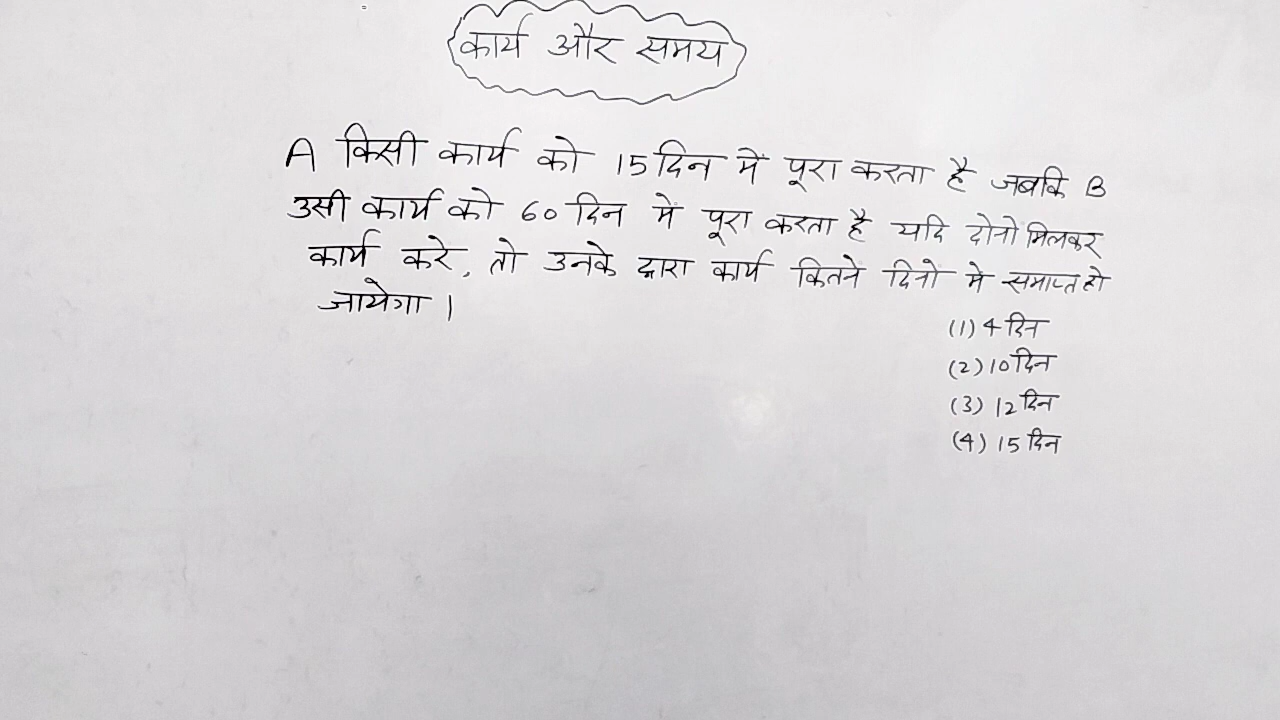 कार्य और समय
A किसी कार्य को 15 दिन मे पूरा करता है जबकि B
उसी कार्य को 60 दिन मे पूरा करता है यदि दोनो मिलकर
कार्य करे, तो उनके द्वारा कार्य कितने दिनो मे समाप्त हो
जायेगा ।
(1) 4 दिन
(2) 10 दिन
(3) 12 दिन
(4) 15 दिन